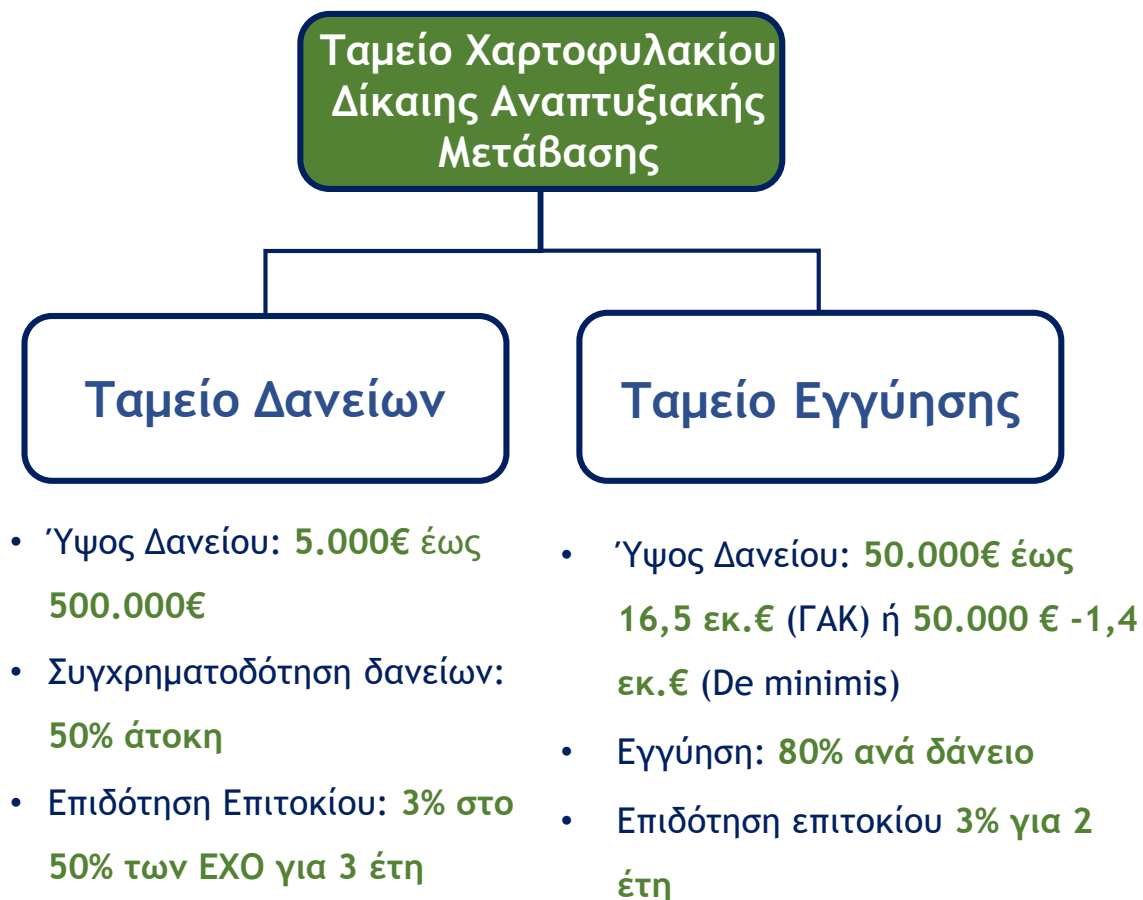 Ταμείο Χαρτοφυλακίου
Δίκαιης Αναπτυξιακής
Μετάβασης
Ταμείο Δανείων
• Ύψος Δανείου: 5.000€ έως
500.000€
• Συγχρηματοδότηση δανείων:
50% άτοκη
• Επιδότηση Επιτοκίου: 3% στο
50% των ΕΧΟ για 3 έτη
Ταμείο Εγγύησης
• Ύψος Δανείου: 50.000€ έως
16,5 εκ.€ (ΓΑΚ) ή 50.000 € -1,4
εκ.€ (De minimis)
• Εγγύηση: 80% ανά δάνειο
• Επιδότηση επιτοκίου 3% για 2
έτη